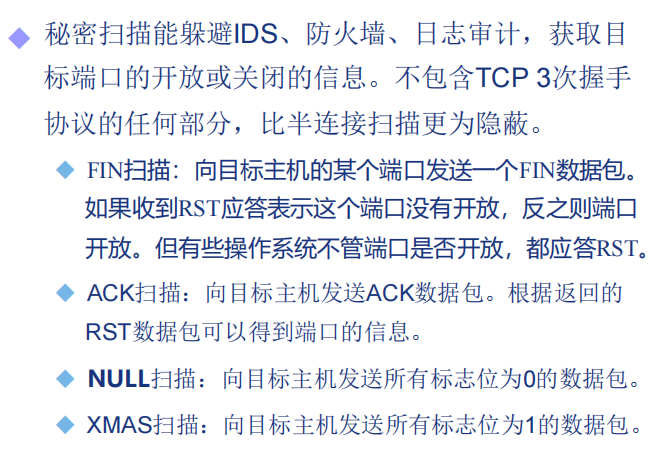 秘密扫描能躲避IDS、防火墙、日志审计，获取目
标端口的开放或关闭的信息。不包含TCP 3次握手
协议的任何部分，比半连接扫描更为隐蔽。
FIN扫描：向目标主机的某个端口发送一个FIN数据包。
如果收到RST应答表示这个端口没有开放，反之则端口
开放。但有些操作系统不管端口是否开放，都应答RST。
ACK扫描：向目标主机发送ACK数据包。根据返回的
RST数据包可以得到端口的信息。
NULL扫描：向目标主机发送所有标志位为0的数据包。
XMAS扫描：向目标主机发送所有标志位为1的数据包。